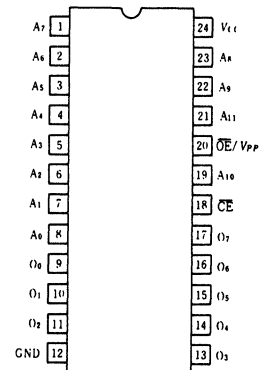 A7 1 24 Vcc
A6 2 23 A8
A5 3 22 A9
A4 4 21 A11
A3 5 20 O̅E̅/VPP
A2 6 19 A10
A1 7 18 C̅E̅
A0 8 17 O7
O0 9 16 O6
O1 10 15 O5
O2 11 14 O4
GND 12 13 O3